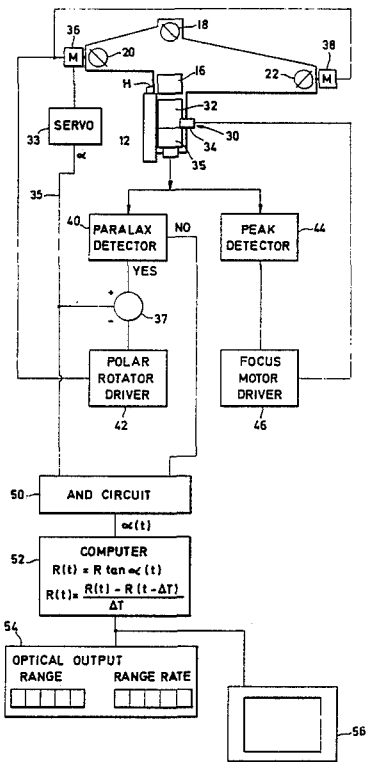 36
18
38
M
20
16
22
M
H
32
SERVO
30
33
12
34
α
35
35
40
PARALAX
DETECTOR
NO
PEAK
DETECTOR
44
YES
+
-
37
POLAR
ROTATOR
DRIVER
FOCUS
MOTOR
DRIVER
42
46
50
AND CIRCUIT
α(t)
52
COMPUTER
R(t) = R tan α (t)
R(t) = R(t) - R (t - ΔT)
ΔT
54
OPTICAL OUTPUT
RANGE
RANGE RATE
56